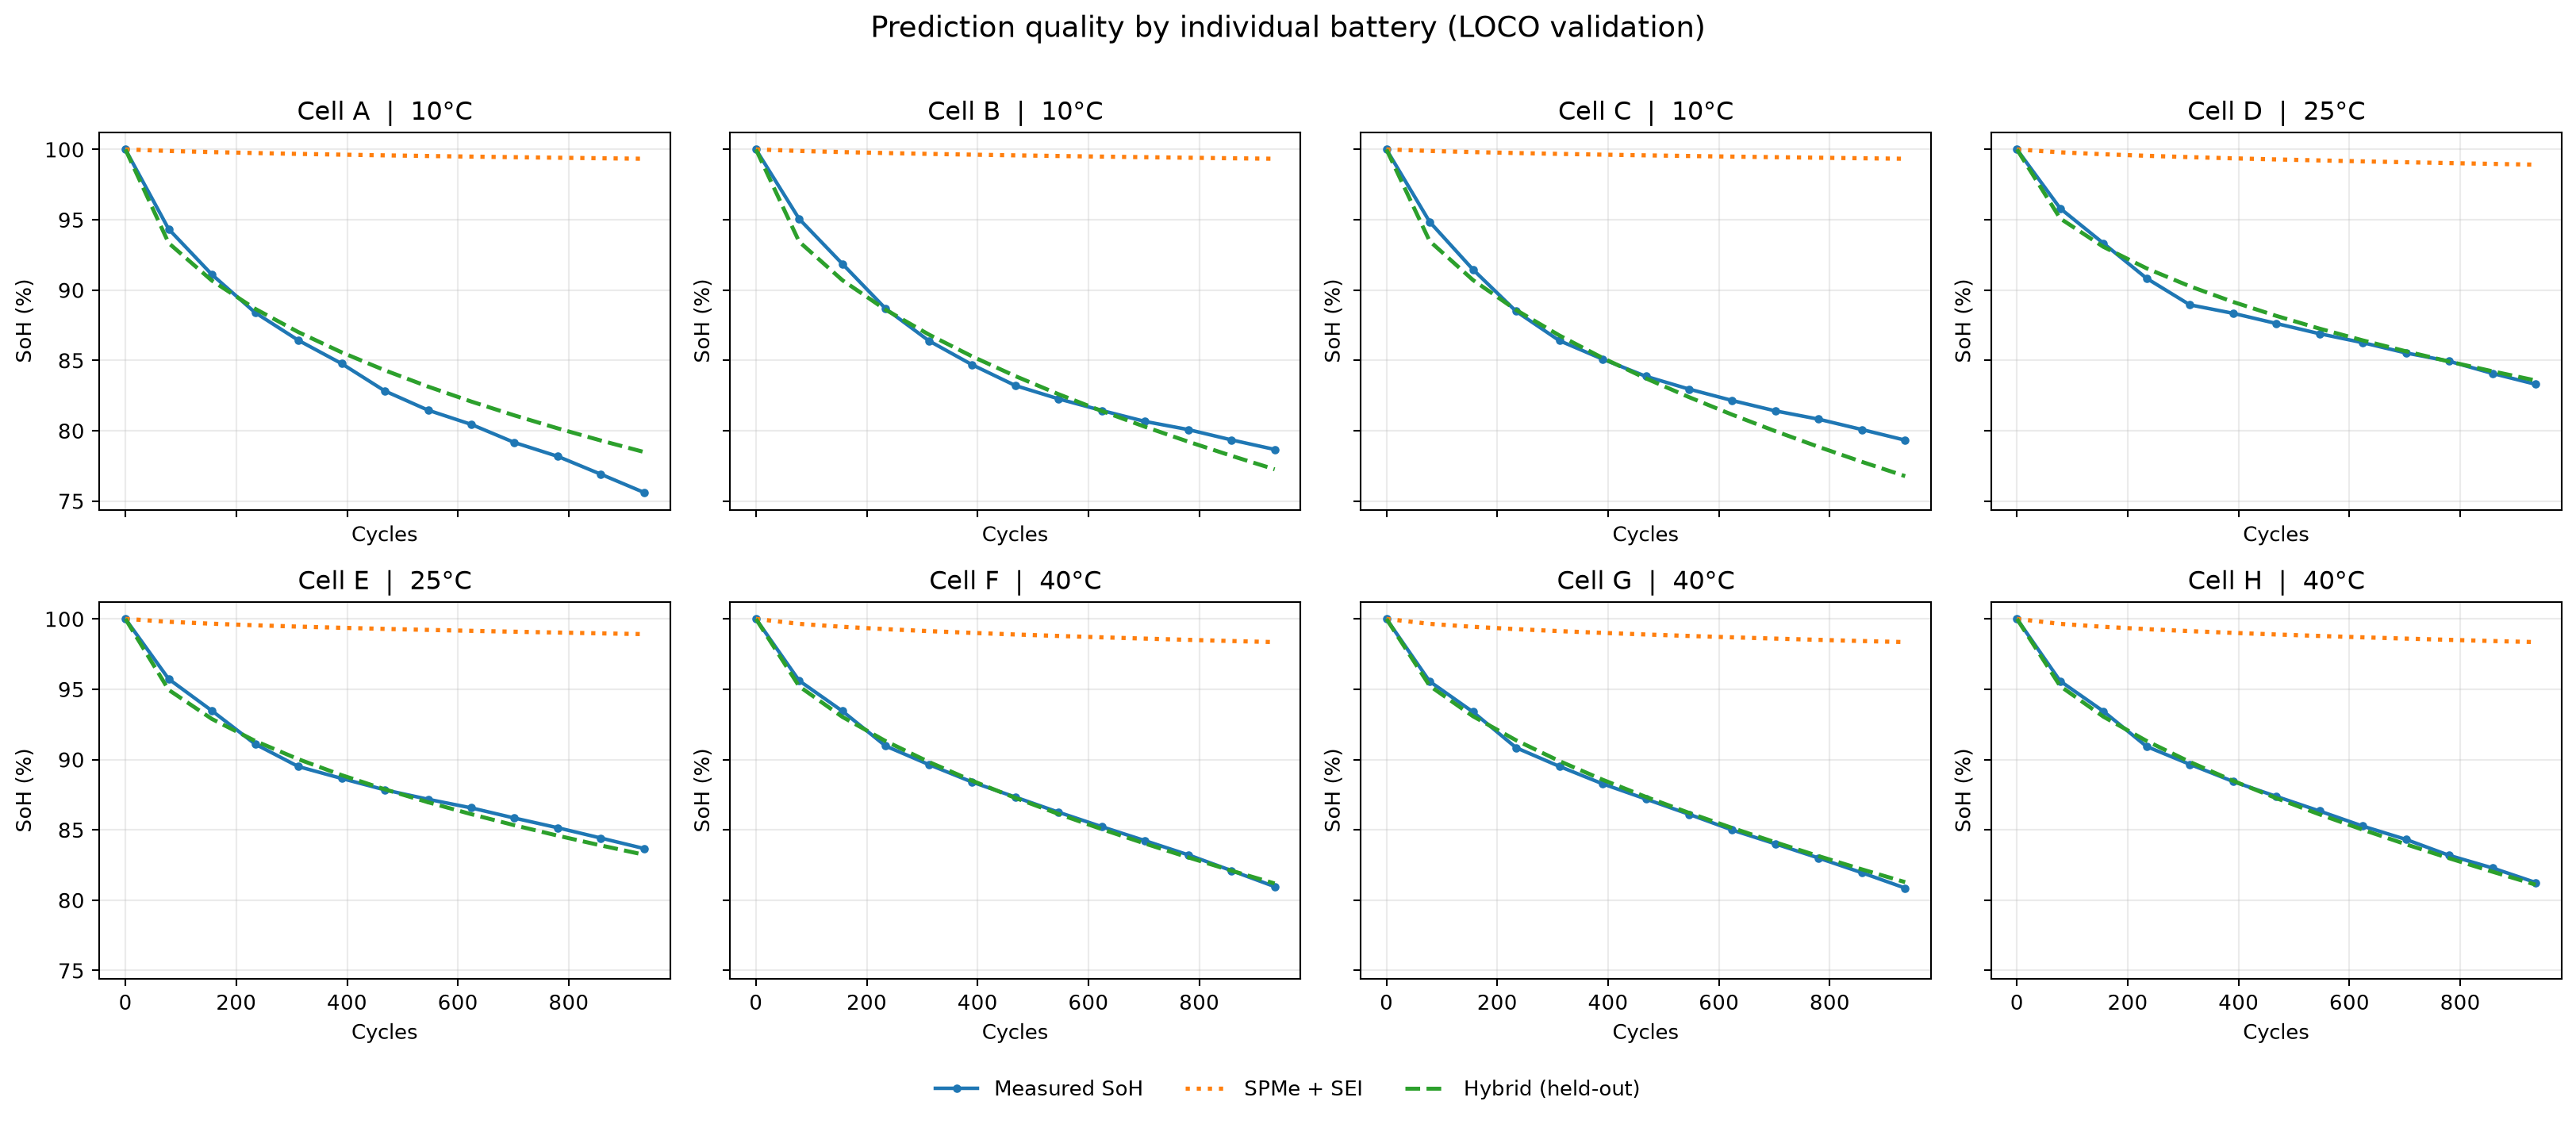 Prediction quality by individual battery (LOCO validation)
Cell A | 10°C
Cell B | 10°C
Cell C | 10°C
Cell D | 25°C
100
95
90
85
80
75
SoH (%)
SoH (%)
SoH (%)
SoH (%)
Cycles
Cycles
Cycles
Cycles
Cell E | 25°C
Cell F | 40°C
Cell G | 40°C
Cell H | 40°C
100
95
90
85
80
75
SoH (%)
SoH (%)
SoH (%)
SoH (%)
0 200 400 600 800
0 200 400 600 800
0 200 400 600 800
0 200 400 600 800
Cycles
Cycles
Cycles
Cycles
Measured SoH
SPMe + SEI
Hybrid (held-out)